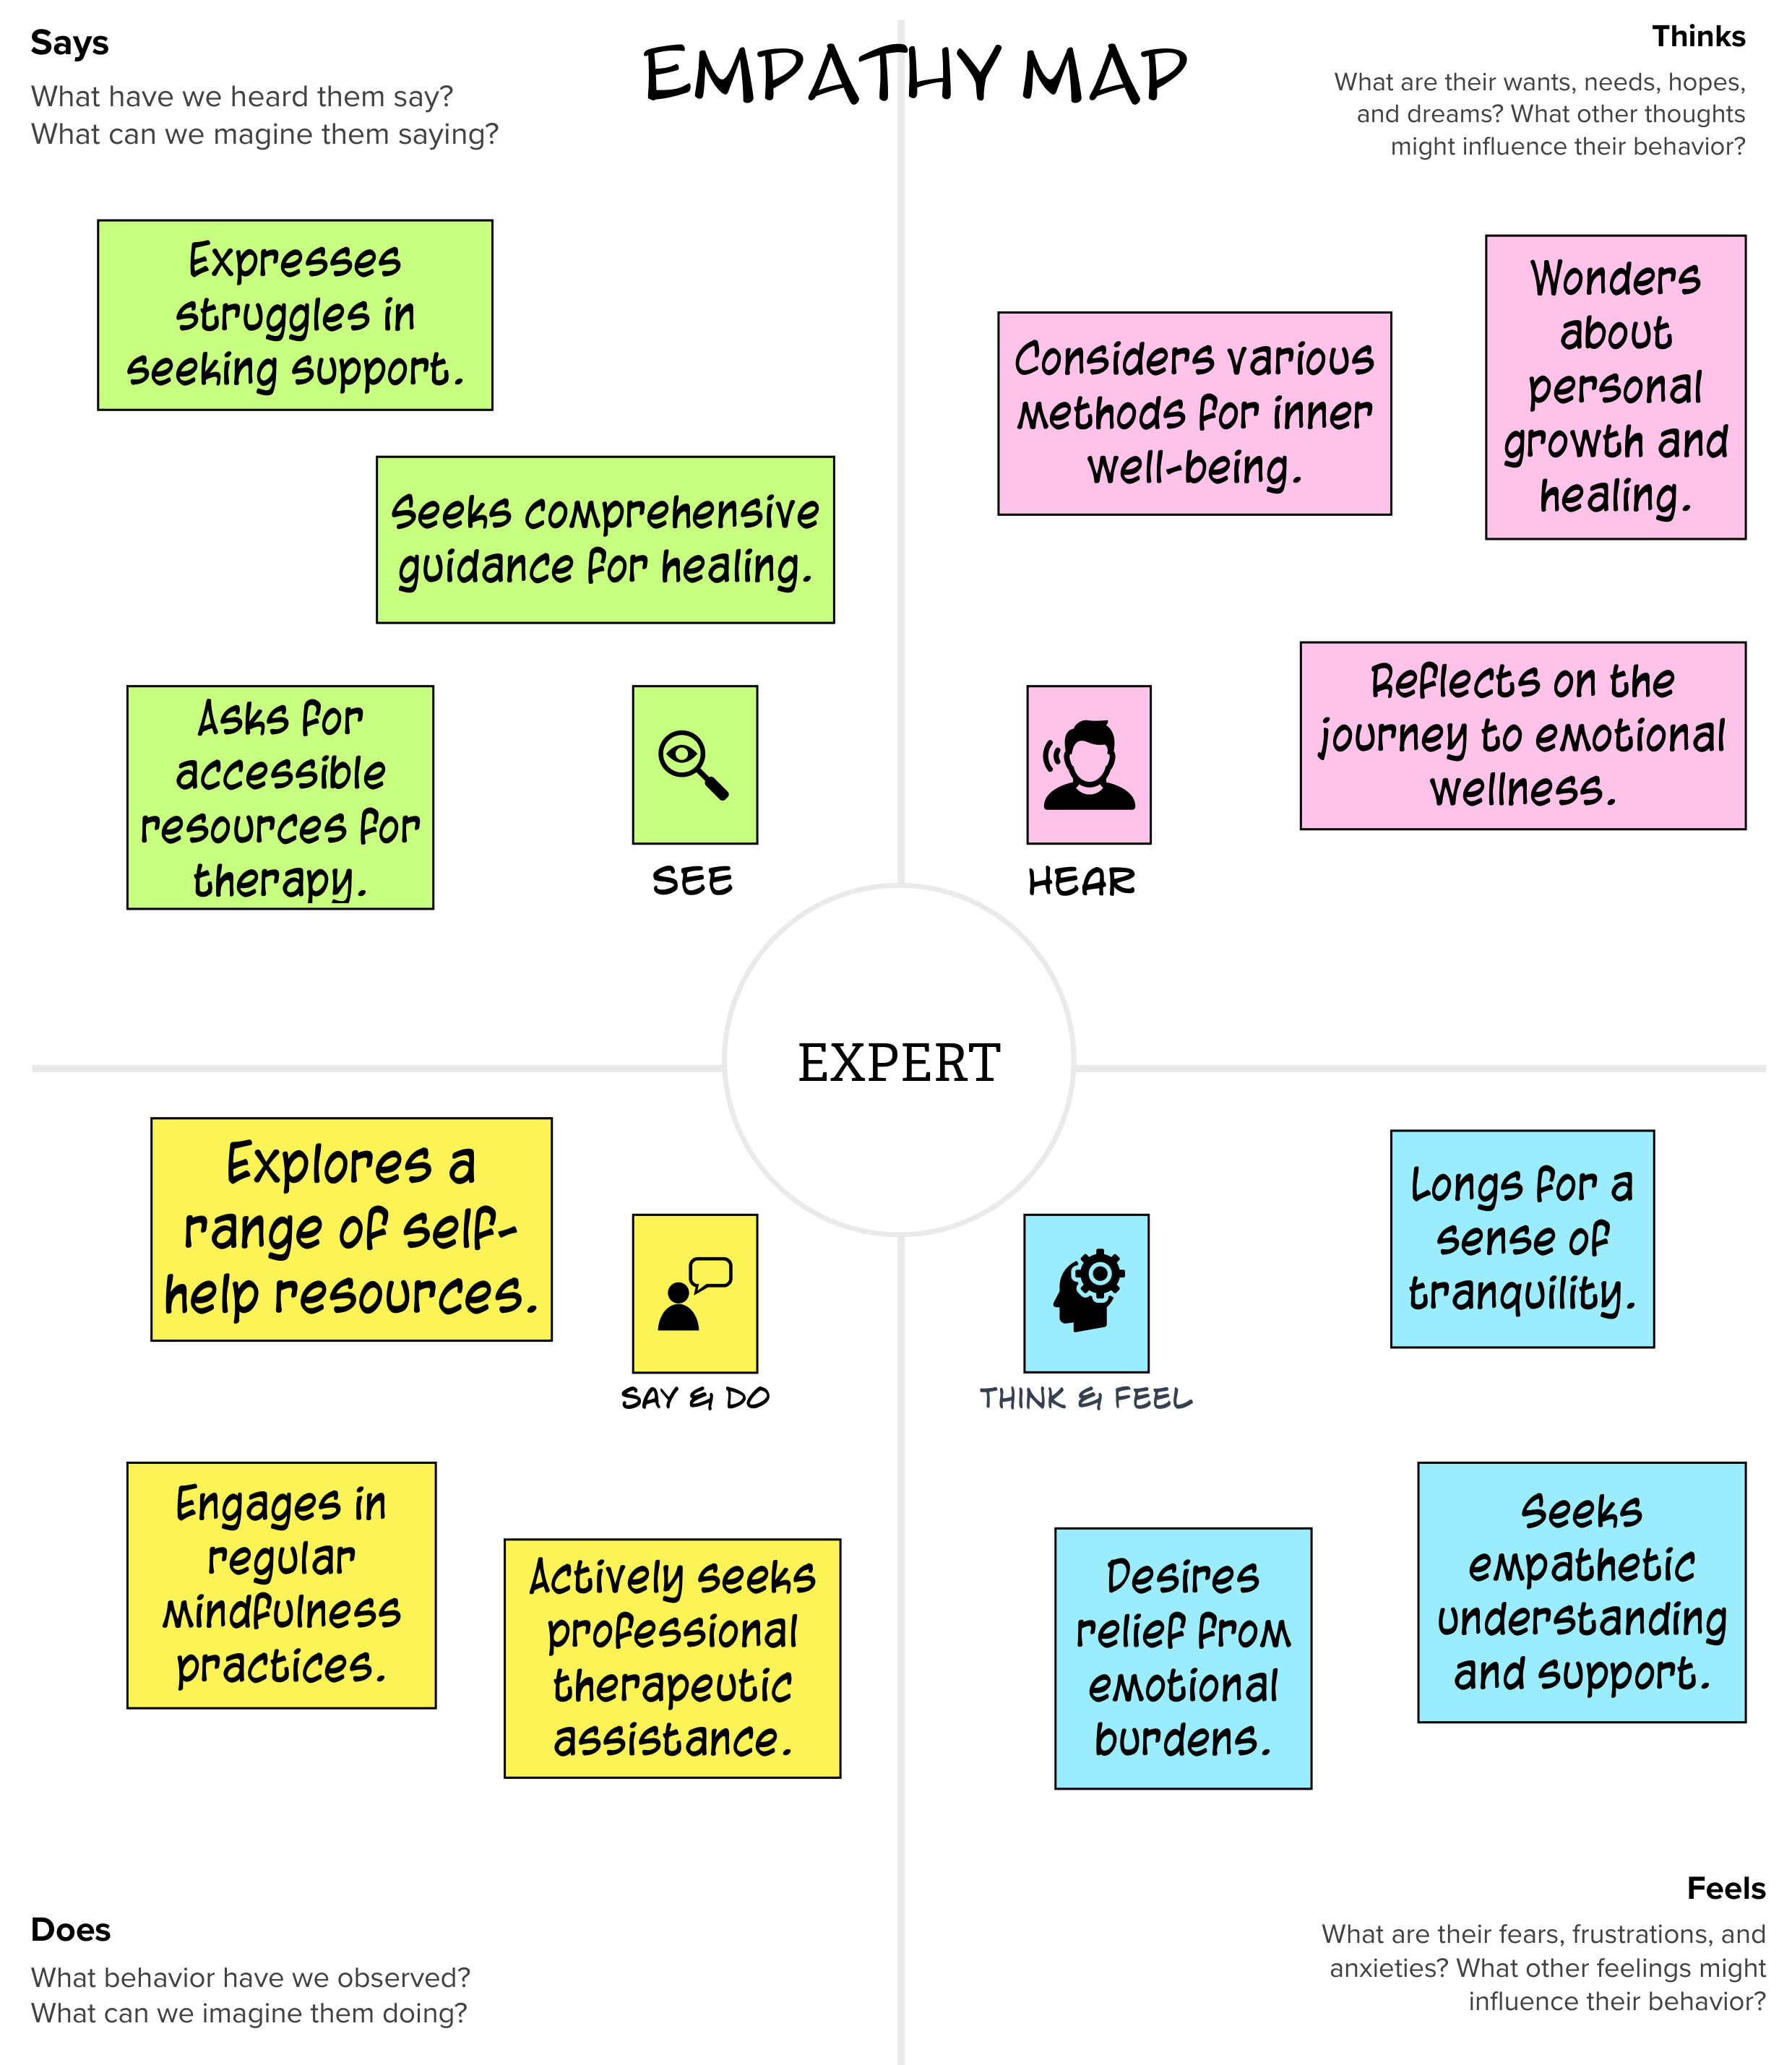 EMPATHY MAP
Says
What have we heard them say?
What can we magine them saying?
Expresses
struggles in
seeking support.
Seeks comprehensive
guidance for healing.
Asks for
accessible
resources for
therapy.
SEE
Thinks
What are their wants, needs, hopes,
and dreams? What other thoughts
might influence their behavior?
Considers various
methods for inner
well-being.
Wonders
about
personal
growth and
healing.
Reflects on the
journey to emotional
wellness.
HEAR
EXPERT
Explores a
range of self-
help resources.
SAY & DO
Engages in
regular
mindfulness
practices.
Actively seeks
professional
therapeutic
assistance.
Does
What behavior have we observed?
What can we imagine them doing?
THINK & FEEL
Longs for a
sense of
tranquility.
Desires
relief from
emotional
burdens.
Seeks
empathetic
understanding
and support.
Feels
What are their fears, frustrations, and
anxieties? What other feelings might
influence their behavior?